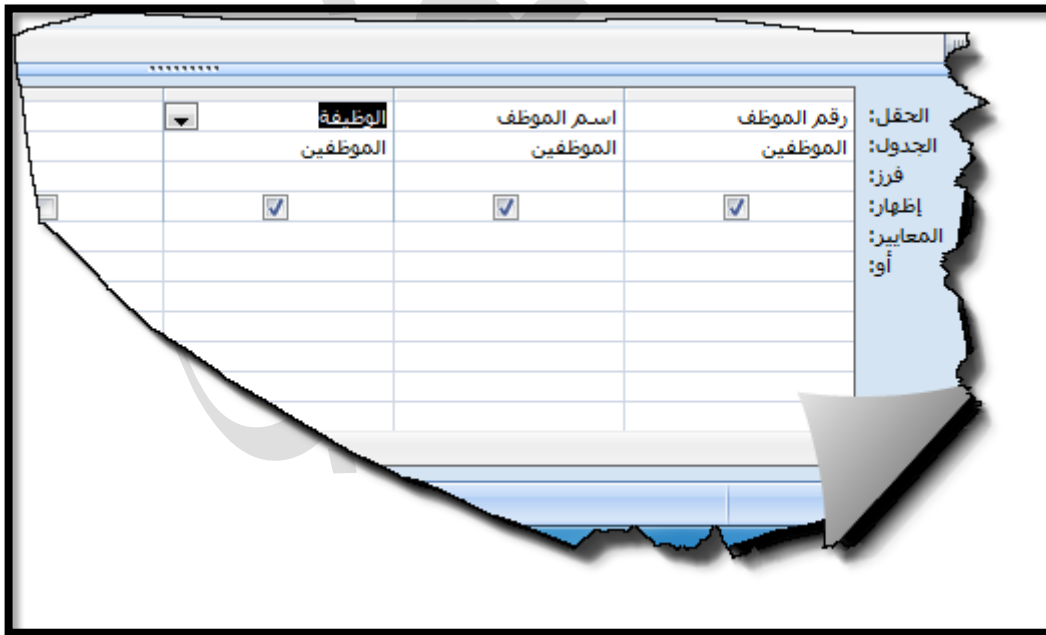 الحقل: رقم الموظف اسم الموظف الوظيفة
الجدول: الموظفين الموظفين الموظفين
فرز:
إظهار:
المعايير:
أو: